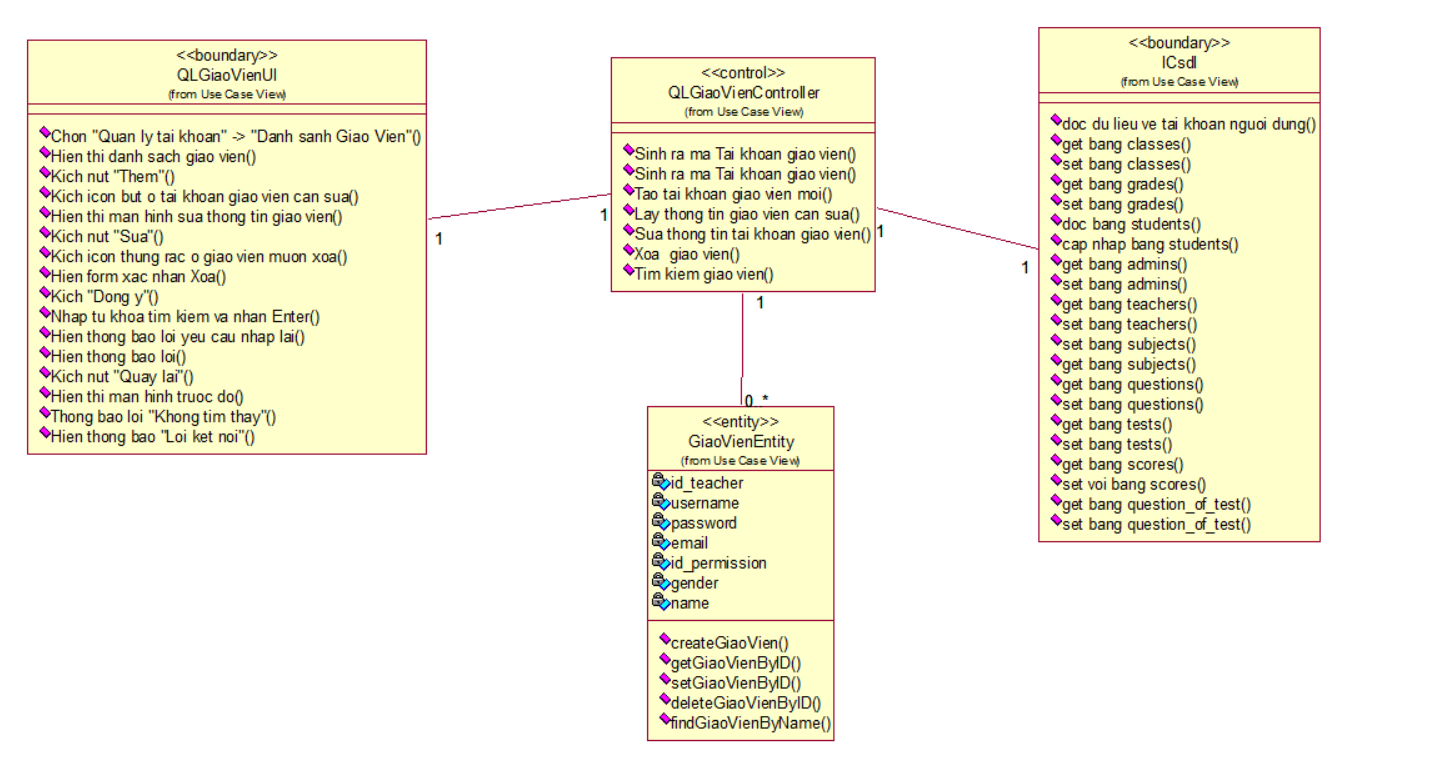 <<boundary>>
QLGiaoVienUI
(from Use Case View)
Chon "Quan ly tai khoan" -> "Danh sanh Giao Vien"()
Hien thi danh sach giao vien()
Kich nut "Them"()
Kich icon but o tai khoan giao vien can sua()
Hien thi man hinh sua thong tin giao vien()
Kich nut "Sua"()
Kich icon thung rac o giao vien muon xoa()
Hien form xac nhan Xoa()
Kich "Dong y"()
Nhap tu khoa tim kiem va nhan Enter()
Hien thong bao loi yeu cau nhap lai()
Hien thong bao loi()
Kich nut "Quay lai"()
Hien thi man hinh truoc do()
Thong bao loi "Khong tim thay"()
Hien thong bao "Loi ket noi"()
1
1
<<control>>
QLGiaoVienController
(from Use Case View)
Sinh ra ma Tai khoan giao vien()
Sinh ra ma Tai khoan giao vien()
Tao tai khoan giao vien moi()
Lay thong tin giao vien can sua()
Sua thong tin tai khoan giao vien()
Xoa  giao vien()
Tim kiem giao vien()
1
1
1
0..*
<<entity>>
GiaoVienEntity
(from Use Case View)
id_teacher
username
password
email
id_permission
gender
name
createGiaoVien()
getGiaoVienByID()
setGiaoVienByID()
deleteGiaoVienByID()
findGiaoVienByName()
<<boundary>>
ICsdl
(from Use Case View)
doc du lieu ve tai khoan nguoi dung()
get bang classes()
set bang classes()
get bang grades()
set bang grades()
doc bang students()
cap nhap bang students()
get bang admins()
set bang admins()
get bang teachers()
set bang teachers()
set bang subjects()
get bang subjects()
get bang questions()
set bang questions()
get bang tests()
set bang tests()
get bang scores()
set voi bang scores()
get bang question_of_test()
set bang question_of_test()